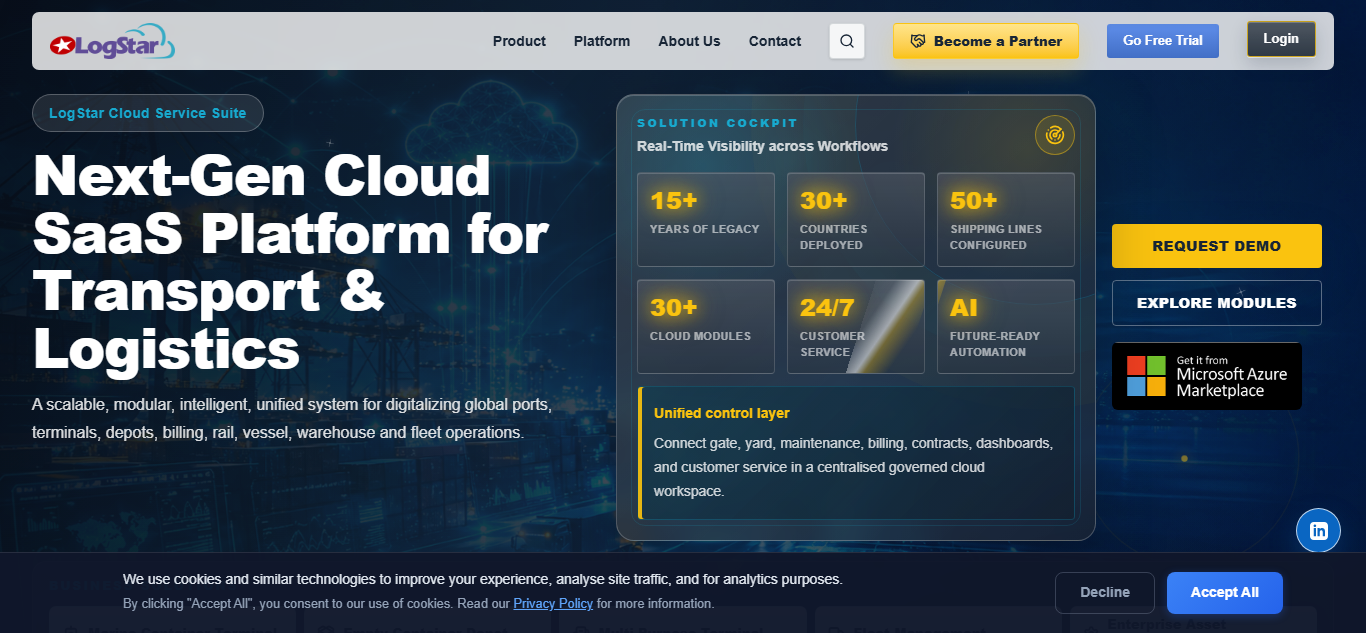 LogStar
Product
Platform
About Us
Contact
Become a Partner
Go Free Trial
Login
LogStar Cloud Service Suite
Next-Gen Cloud
SaaS Platform for
Transport &
Logistics
A scalable, modular, intelligent, unified system for digitalizing global ports,
terminals, depots, billing, rail, vessel, warehouse and fleet operations.
SOLUTION COCKPIT
Real-Time Visibility across Workflows
15+
YEARS OF LEGACY
30+
COUNTRIES
DEPLOYED
50+
SHIPPING LINES
CONFIGURED
30+
CLOUD MODULES
24/7
CUSTOMER
SERVICE
AI
FUTURE-READY
AUTOMATION
Unified control layer
Connect gate, yard, maintenance, billing, contracts, dashboards,
and customer service in a centralised governed cloud
workspace.
REQUEST DEMO
EXPLORE MODULES
Get it from
Microsoft Azure
Marketplace
in
We use cookies and similar technologies to improve your experience, analyse site traffic, and for analytics purposes.
By clicking "Accept All", you consent to our use of cookies. Read our Privacy Policy for more information.
Decline
Accept All
Enterprise Asset